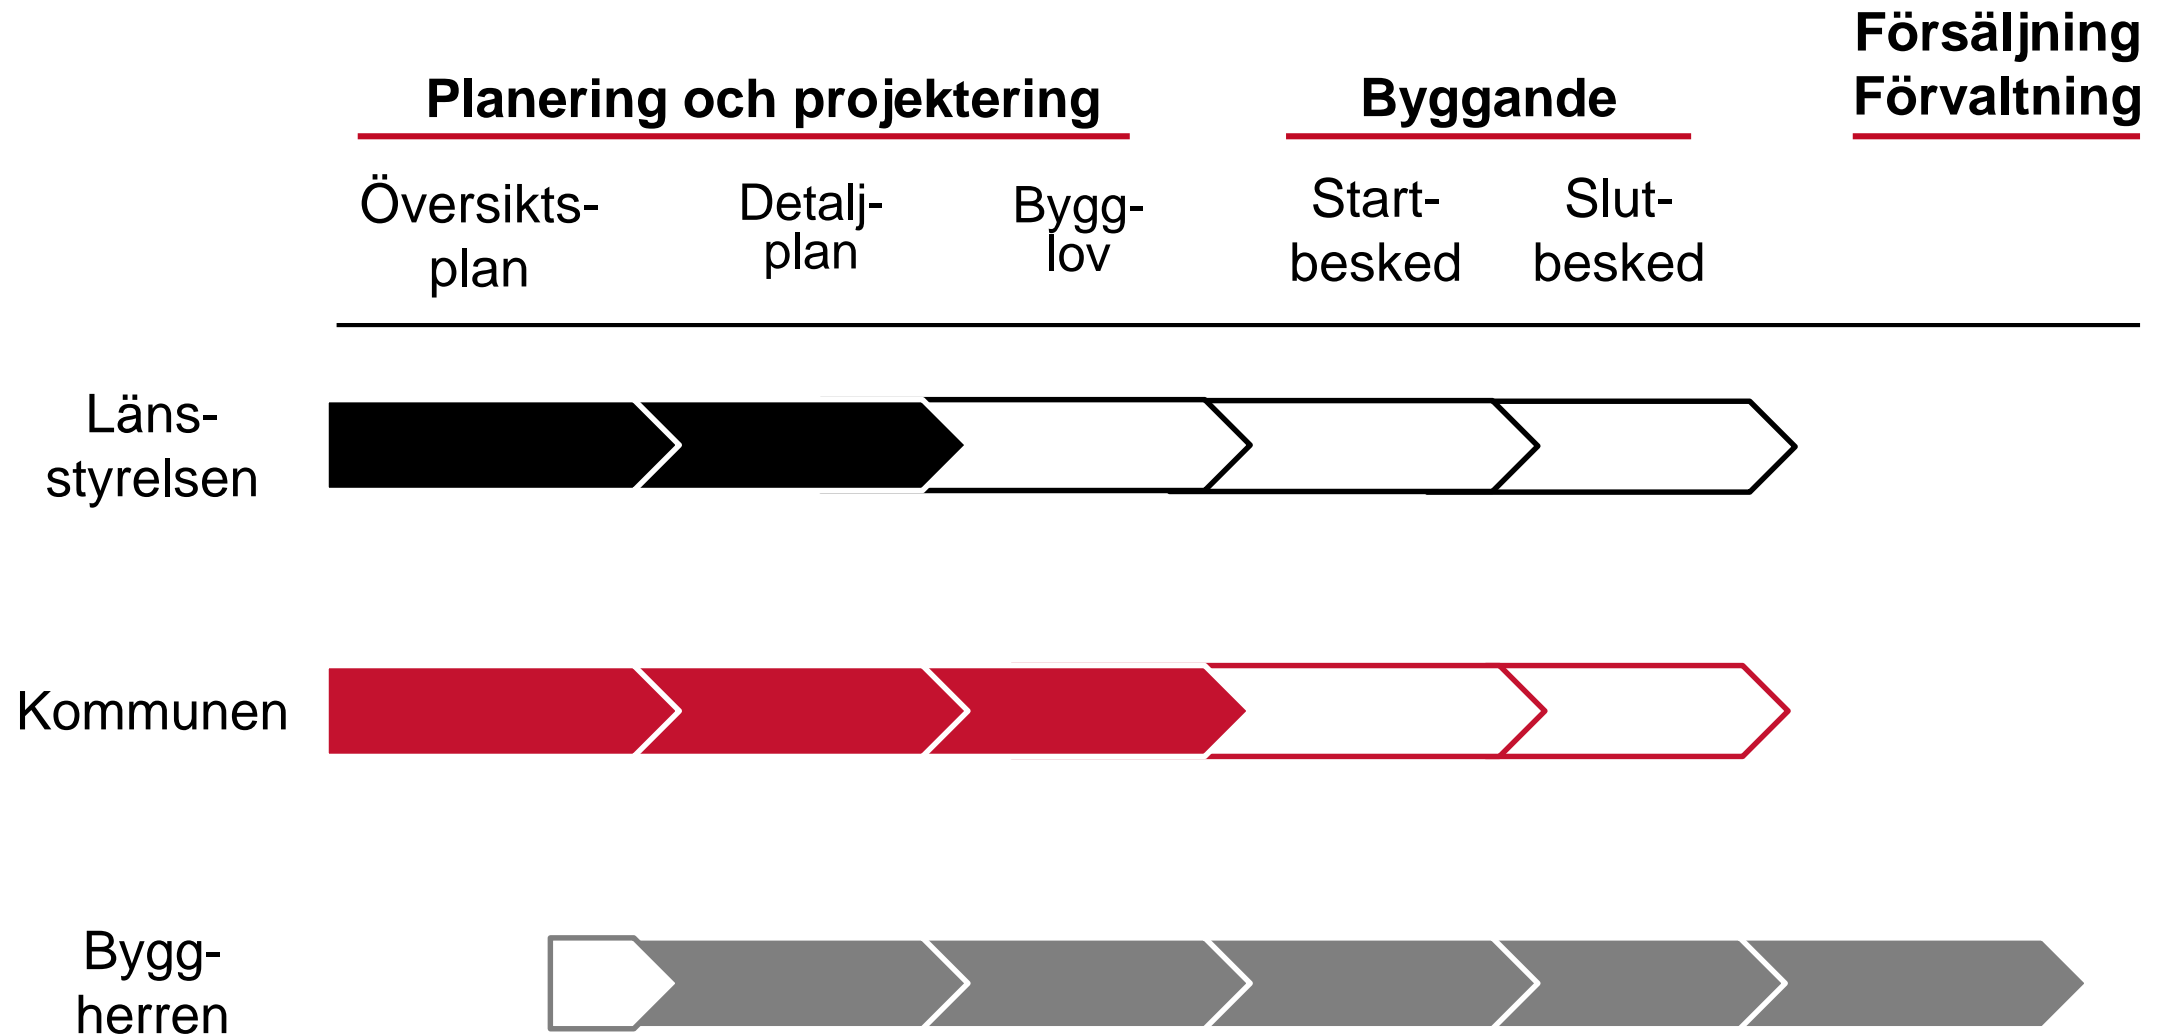 Försäljning
Förvaltning
Planering och projektering
Byggande
Översikts-
plan
Detalj-
plan
Bygg-
lov
Start-
besked
Slut-
besked
Läns-
styrelsen
Kommunen
Bygg-
herren